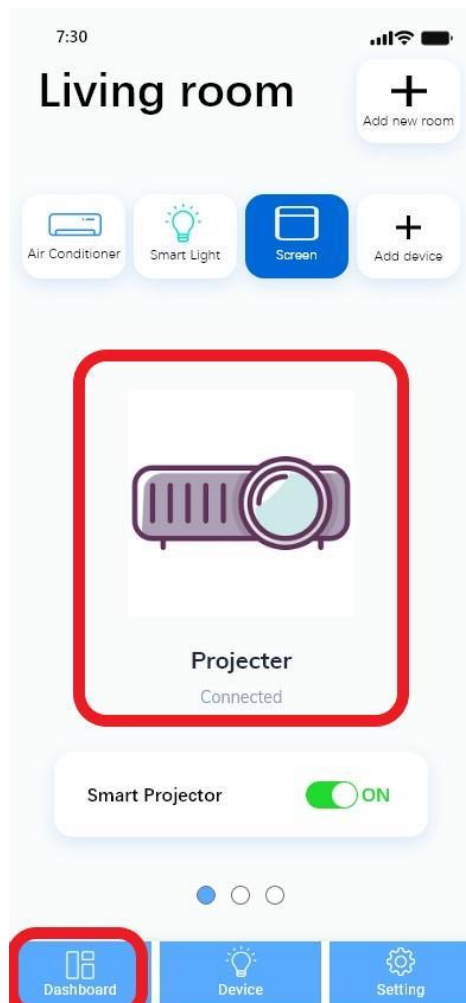 7:30
Living room
Add new room
Air Conditioner
Smart Light
Screen
Add device
Projecter
Connected
Smart Projector ON
Dashboard
Device
Setting